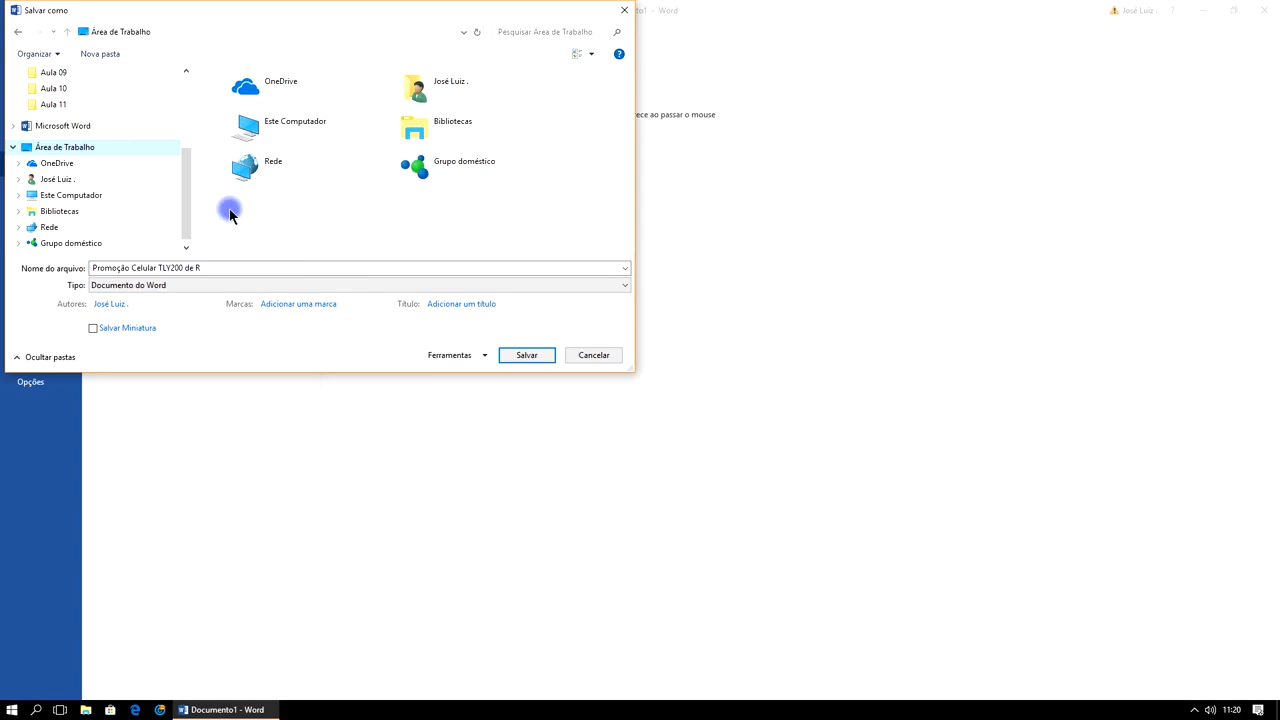 Salvar como
to1 - Word
José Luiz .
Área de Trabalho
Pesquisar Área de Trabalho
Organizar
Nova pasta
Aula 09
Aula 10
Aula 11
Microsoft Word
Área de Trabalho
OneDrive
José Luiz .
Este Computador
Bibliotecas
Rede
Grupo doméstico
OneDrive
José Luiz .
Este Computador
Bibliotecas
Rede
Grupo doméstico
ece ao passar o mouse
Nome do arquivo: Promoção Celular TLY200 de R
Tipo: Documento do Word
Autores: José Luiz .
Marcas: Adicionar uma marca
Título: Adicionar um título
Salvar Miniatura
Ocultar pastas
Ferramentas
Salvar
Cancelar
Opções
Documento1 - Word
11:20